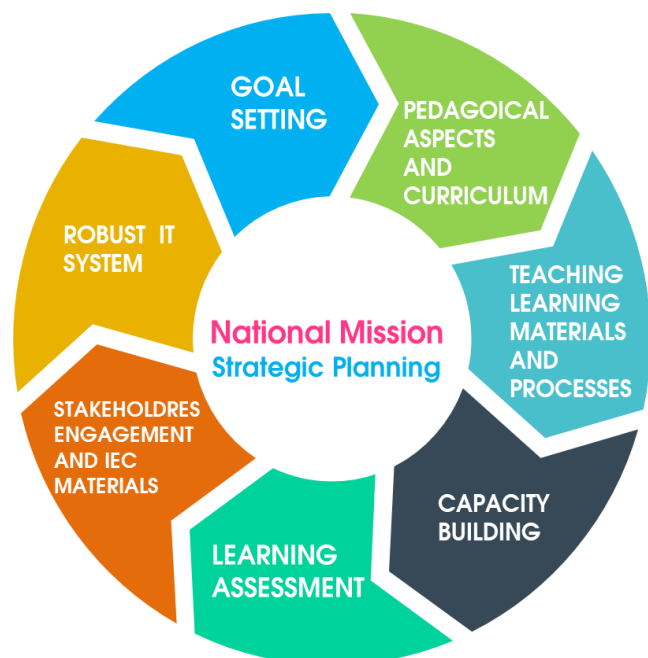 GOAL
SETTING
PEDAGOICAL
ASPECTS
AND
CURRICULUM
TEACHING
LEARNING
MATERIALS
AND
PROCESSES
CAPACITY
BUILDING
LEARNING
ASSESSMENT
STAKEHOLDRES
ENGAGEMENT
AND IEC
MATERIALS
ROBUST IT
SYSTEM
National Mission
Strategic Planning